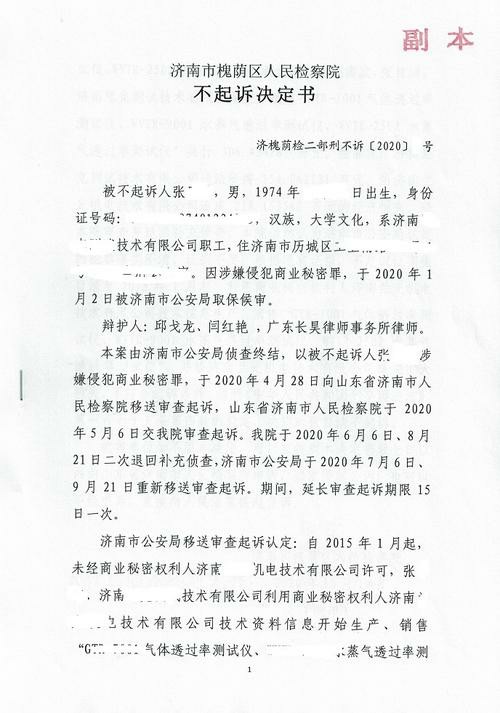 副 本
济南市槐荫区人民检察院
不起诉决定书
济槐荫检二部刑不诉〔2020〕 号
被不起诉人张 ，男，1974 年 日出生，身份
证号码： ，汉族，大学文化，系济南
技术有限公司职工，住济南市历城区
。因涉嫌侵犯商业秘密罪，于 2020 年 1
月 2 日被济南市公安局取保候审。
辩护人：邱戈龙、闫红艳，广东长昊律师事务所律师。
本案由济南市公安局侦查终结，以被不起诉人张 涉
嫌侵犯商业秘密罪，于 2020 年 4 月 28 日向山东省济南市人
民检察院移送审查起诉，山东省济南市人民检察院于 2020
年 5 月 6 日交我院审查起诉。我院于 2020 年 6 月 6 日、8 月
21 日二次退回补充侦查，济南市公安局于 2020 年 7 月 6 日、
9 月 21 日重新移送审查起诉。期间，延长审查起诉期限 15
日一次。
济南市公安局移送审查起诉认定：自 2015 年 1 月起，
未经商业秘密权利人济南 机电技术有限公司许可，张
，济南 技术有限公司利用商业秘密权利人济南
电技术有限公司技术资料信息开始生产、销售
气体透过率测试仪、 水蒸气透过率测
1